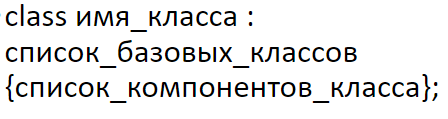 class имя_класса :
список_базовых_классов
{список_компонентов_класса};